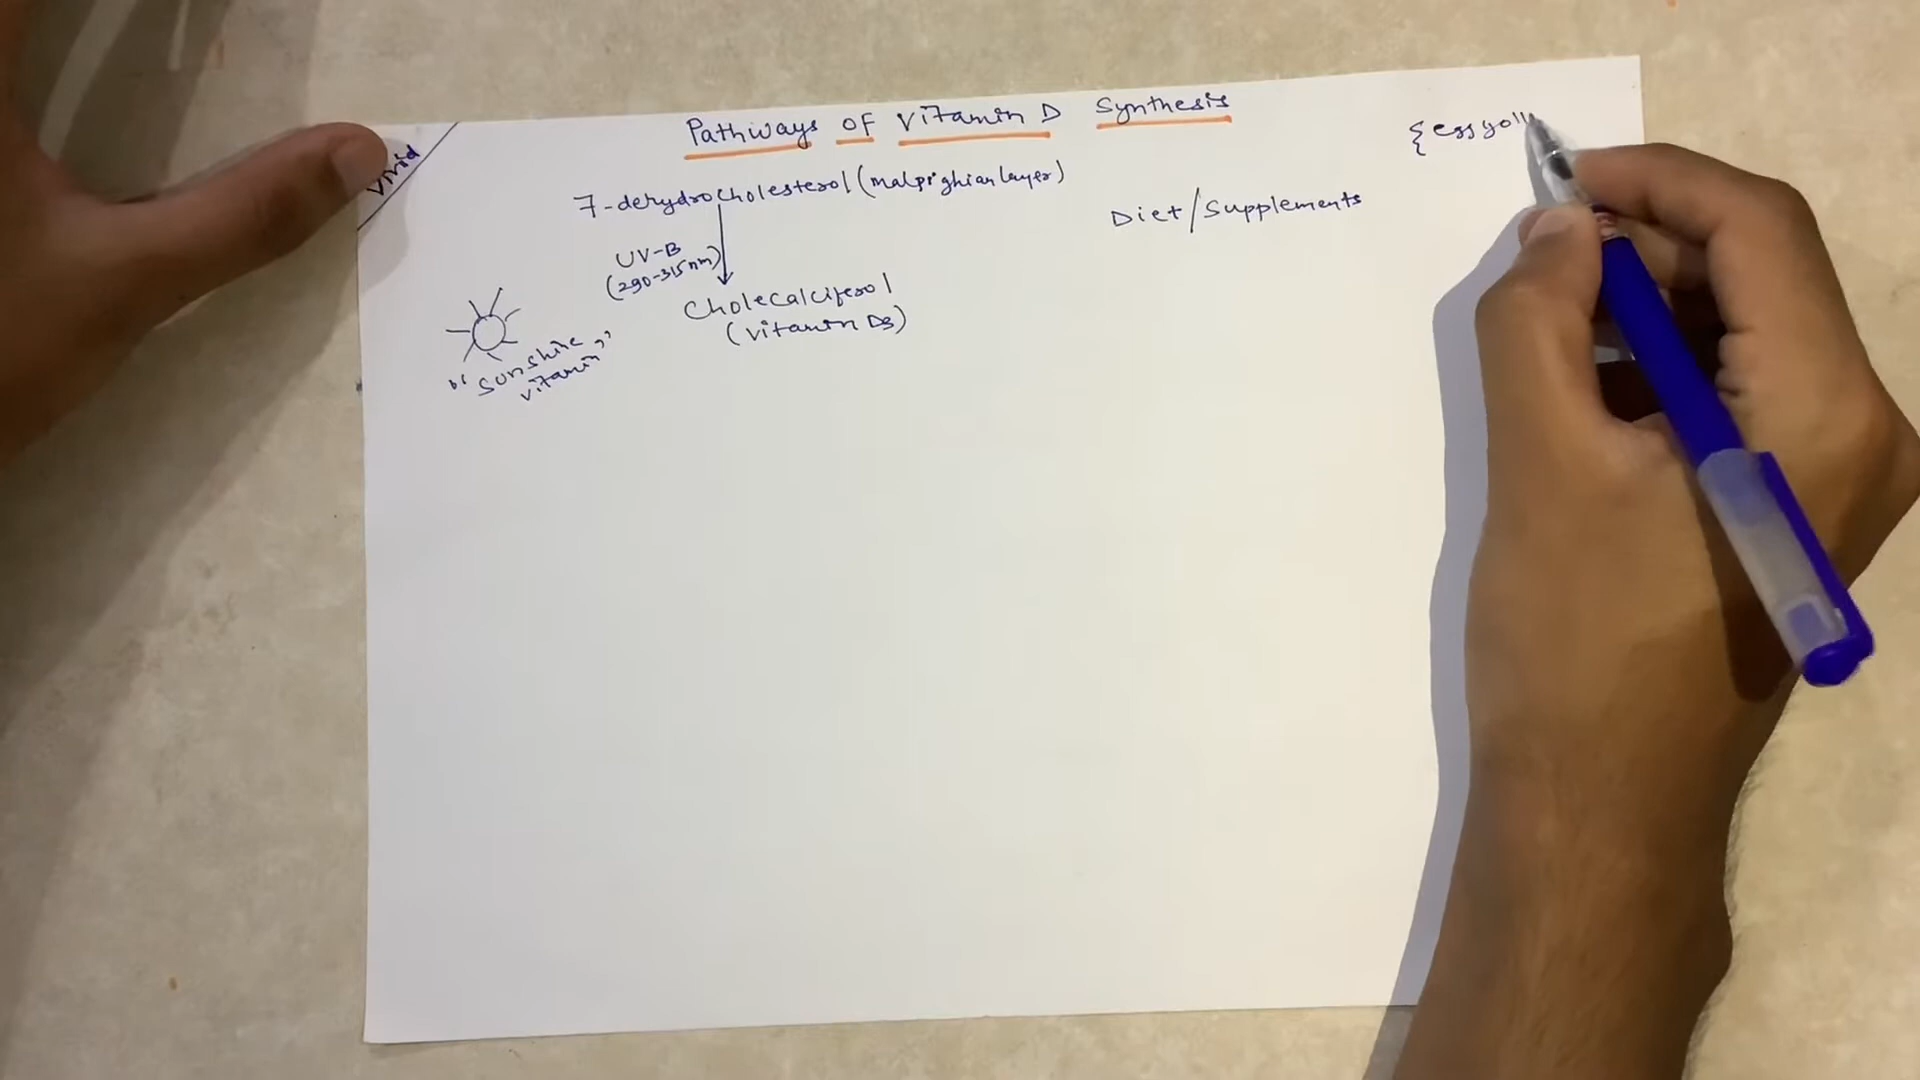 Pathways of Vitamin D Synthesis
{ egg yolk
vivid
7-dehydrocholesterol (malpighian layer)
Diet/Supplements
UV-B
(290-315nm)
Cholecalciferol
(vitamin D3)
"Sunshine
vitamin"